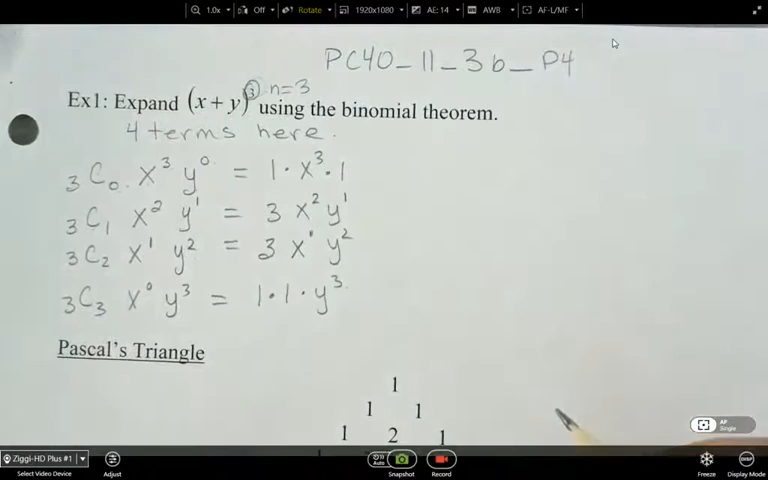 1.0x Off Rotate 1920x1080 AE: 14 AWB AF-L/MF
PC40_11_3b_P4
Ex1: Expand (x + y)³ n=3 using the binomial theorem.
4 terms here.
₃C₀ · x³ y⁰ = 1 · x³ · 1
₃C₁ x² y¹ = 3 x² y¹
₃C₂ x¹ y² = 3 x¹ y²
₃C₃ x⁰ y³ = 1 · 1 · y³
Pascal's Triangle
1
1 1
1 2 1
AF
Single
Ziggi-HD Plus #1
Select Video Device Adjust Auto Snapshot Record Freeze DISP Display Mode